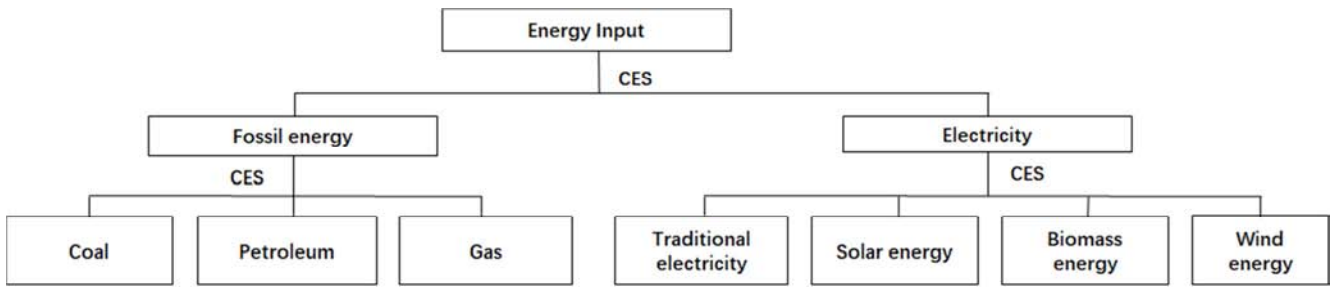 Energy Input
CES
Fossil energy
Electricity
CES
CES
Coal
Petroleum
Gas
Traditional
electricity
Solar energy
Biomass
energy
Wind
energy